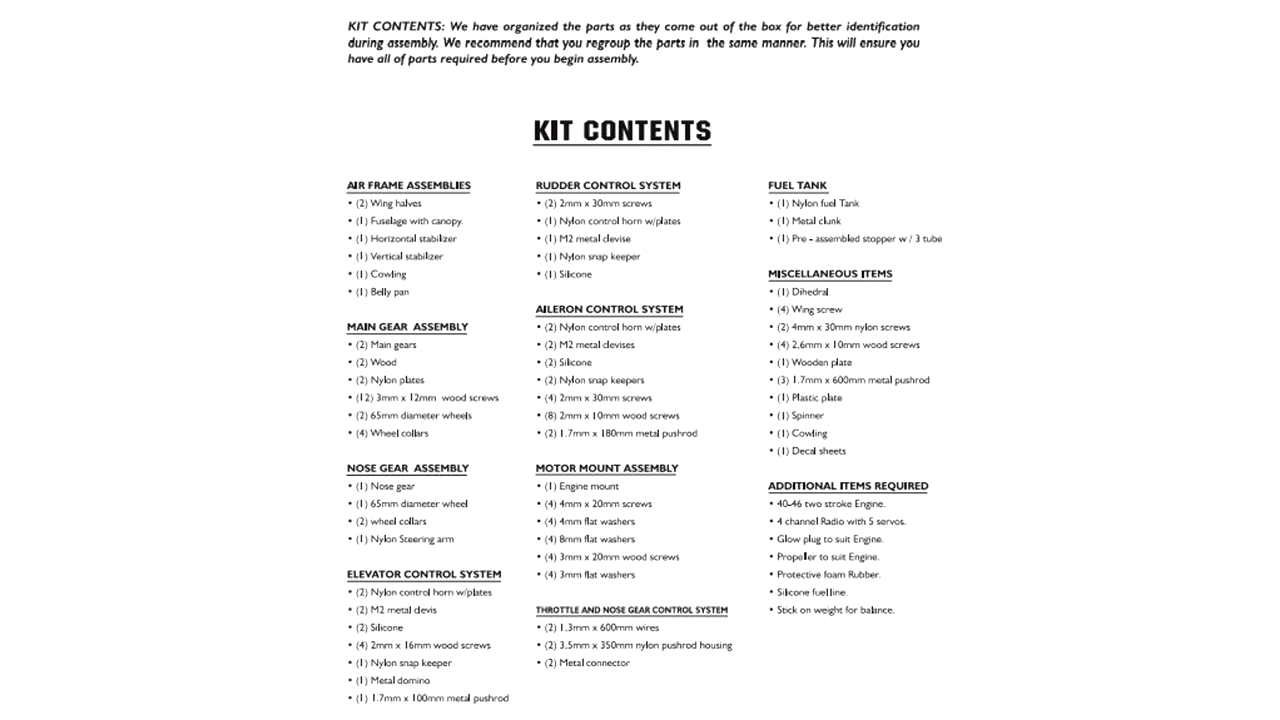 KIT CONTENTS: We have organized the parts as they come out of the box for better identification
during assembly. We recommend that you regroup the parts in the same manner. This will ensure you
have all of parts required before you begin assembly.
KIT CONTENTS
AIR FRAME ASSEMBLIES
• (2) Wing halves
• (1) Fuselage with canopy.
• (1) Horizontal stabilizer
• (1) Vertical stabilizer
• (1) Cowling
• (1) Belly pan
MAIN GEAR ASSEMBLY
• (2) Main gears
• (2) Wood
• (2) Nylon plates
• (12) 3mm x 12mm wood screws
• (2) 65mm diameter wheels
• (4) Wheel collars
NOSE GEAR ASSEMBLY
• (1) Nose gear
• (1) 65mm diameter wheel
• (2) wheel collars
• (1) Nylon Steering arm
ELEVATOR CONTROL SYSTEM
• (2) Nylon control horn w/plates
• (2) M2 metal clevis
• (2) Silicone
• (4) 2mm x 16mm wood screws
• (1) Nylon snap keeper
• (1) Metal domino
• (1) 1.7mm x 100mm metal pushrod
RUDDER CONTROL SYSTEM
• (2) 2mm x 30mm screws
• (1) Nylon control horn w/plates
• (1) M2 metal clevise
• (1) Nylon snap keeper
• (1) Silicone
AILERON CONTROL SYSTEM
• (2) Nylon control horn w/plates
• (2) M2 metal clevises
• (2) Silicone
• (2) Nylon snap keepers
• (4) 2mm x 30mm screws
• (8) 2mm x 10mm wood screws
• (2) 1.7mm x 180mm metal pushrod
MOTOR MOUNT ASSEMBLY
• (1) Engine mount
• (4) 4mm x 20mm screws
• (4) 4mm flat washers
• (4) 8mm flat washers
• (4) 3mm x 20mm wood screws
• (4) 3mm flat washers
THROTTLE AND NOSE GEAR CONTROL SYSTEM
• (2) 1,3mm x 600mm wires
• (2) 3,5mm x 350mm nylon pushrod housing
• (2) Metal connector
FUEL TANK
• (1) Nylon fuel Tank
• (1) Metal clunk
• (1) Pre - assembled stopper w / 3 tube
MISCELLANEOUS ITEMS
• (1) Dihedral
• (4) Wing screw
• (2) 4mm x 30mm nylon screws
• (4) 2,6mm x 10mm wood screws
• (1) Wooden plate
• (3) 1.7mm x 600mm metal pushrod
• (1) Plastic plate
• (1) Spinner
• (1) Cowling
• (1) Decal sheets
ADDITIONAL ITEMS REQUIRED
• 40-46 two stroke Engine.
• 4 channel Radio with 5 servos.
• Glow plug to suit Engine.
• Propeller to suit Engine.
• Protective foam Rubber.
• Silicone fuel line.
• Stick on weight for balance.